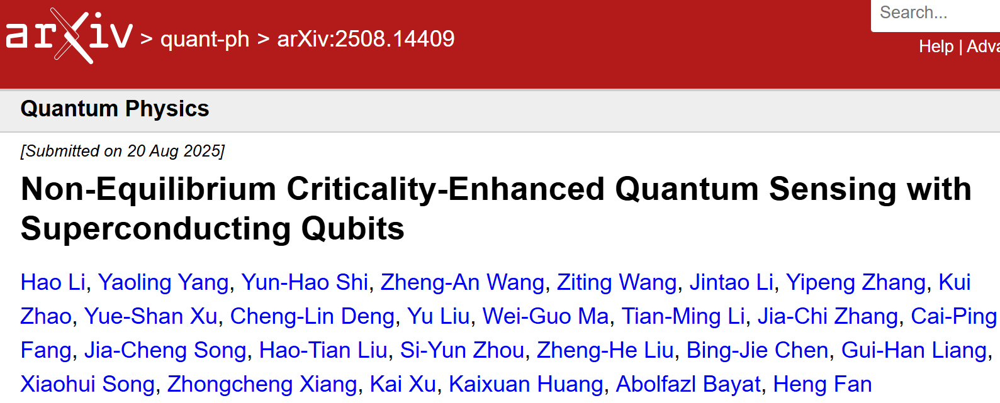 arXiv > quant-ph > arXiv:2508.14409
Search...
Help |
Quantum Physics
[Submitted on 20 Aug 2025]
Non-Equilibrium Criticality-Enhanced Quantum Sensing with
Superconducting Qubits
Hao Li, Yaoling Yang, Yun-Hao Shi, Zheng-An Wang, Ziting Wang, Jintao Li, Yipeng Zhang, Kui
Zhao, Yue-Shan Xu, Cheng-Lin Deng, Yu Liu, Wei-Guo Ma, Tian-Ming Li, Jia-Chi Zhang, Cai-Ping
Fang, Jia-Cheng Song, Hao-Tian Liu, Si-Yun Zhou, Zheng-He Liu, Bing-Jie Chen, Gui-Han Liang,
Xiaohui Song, Zhongcheng Xiang, Kai Xu, Kaixuan Huang, Abolfazl Bayat, Heng Fan